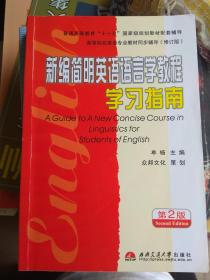 普通高等教育"十一五"国家级规划教材配套辅导
高等院校英语专业教材同步辅导(修订版)
新编简明英语语言学教程
学习指南
A Guide to A New Concise Course in
Linguistics for
Students of English
牟杨 主编
众邦文化 策划
English
第2版
Second Edition
西南交通大学出版社